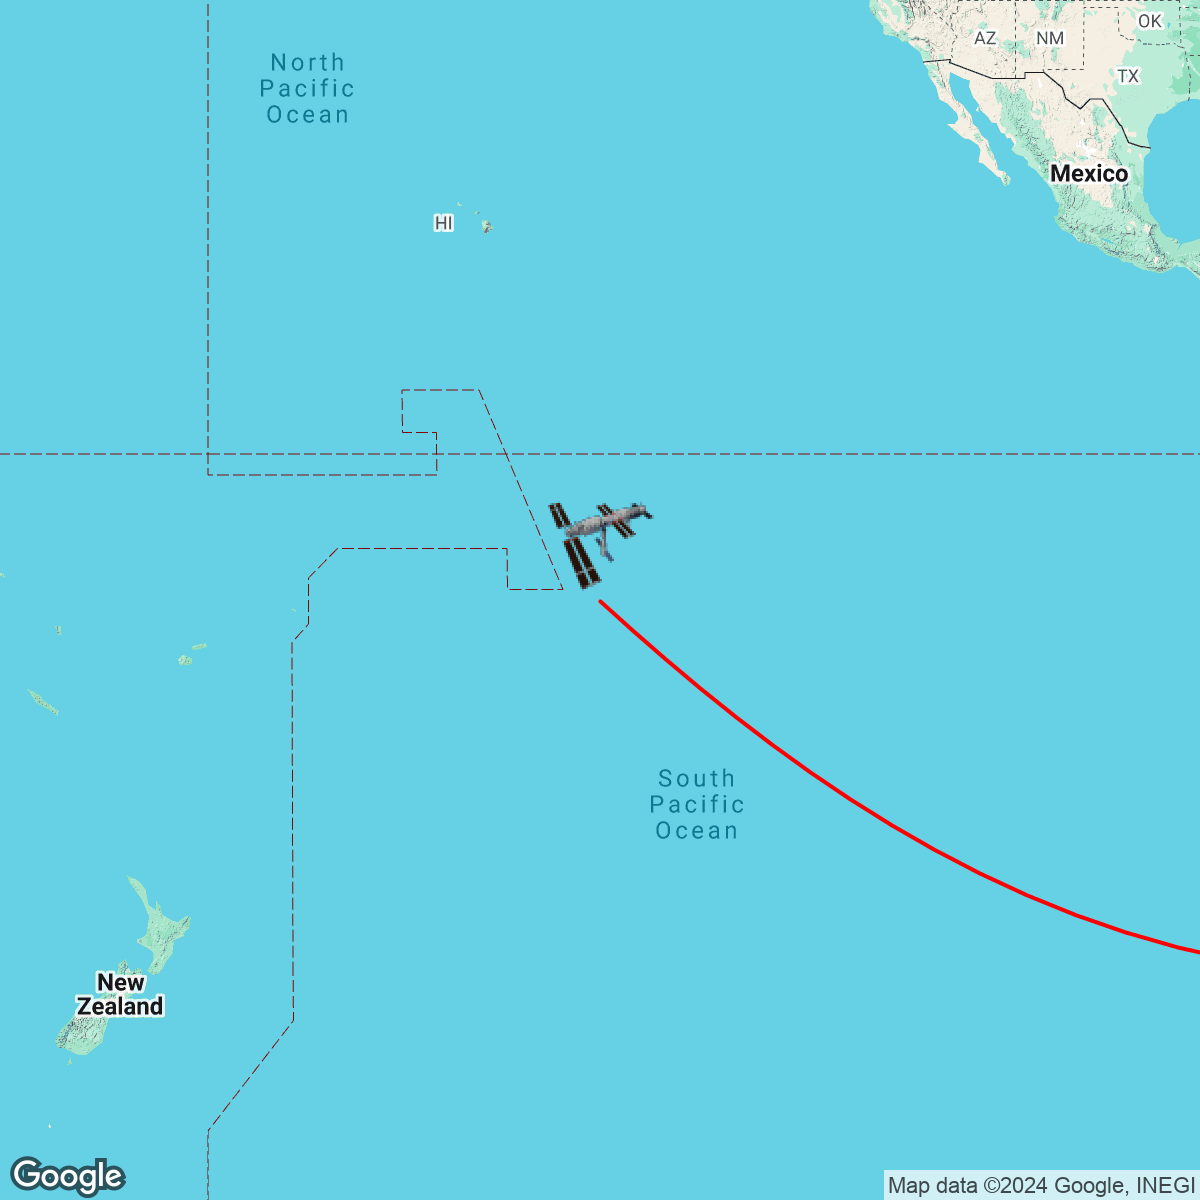 OK
AZ
NM
North
Pacific
Ocean
TX
Mexico
HI
South
Pacific
Ocean
New
Zealand
Google
Map data ©2024 Google, INEGI